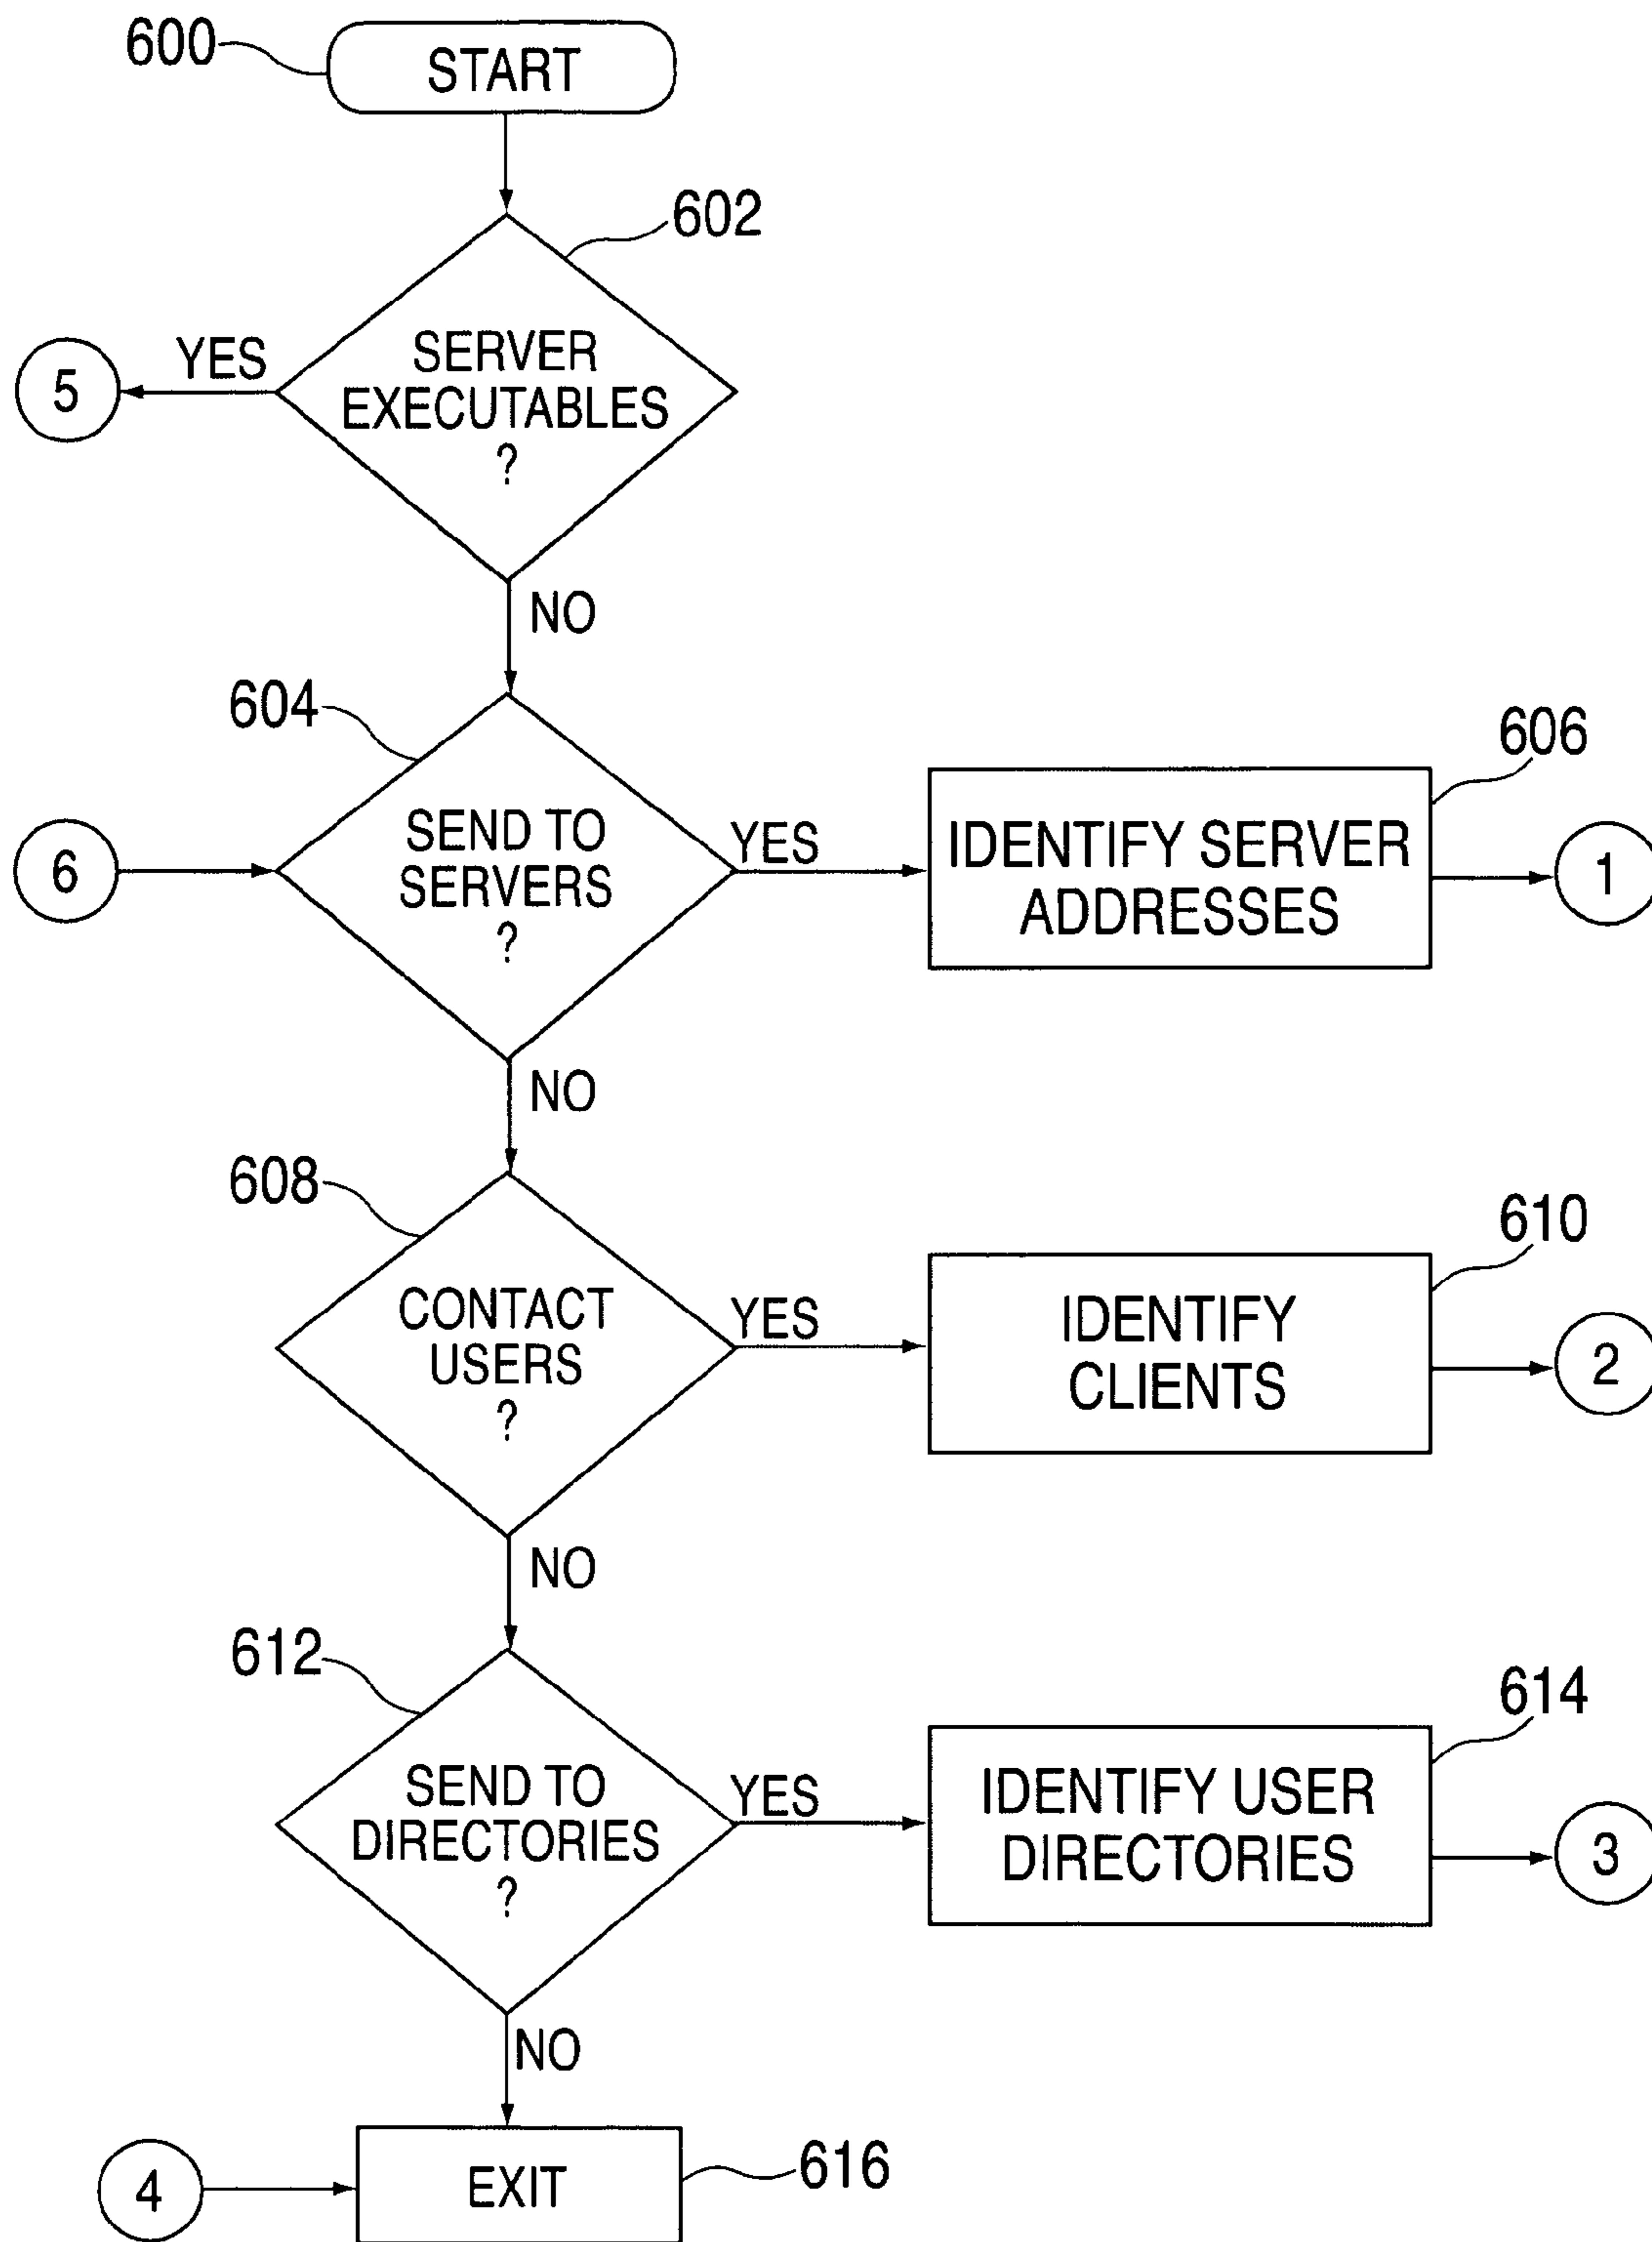 600
START
602
YES
5
SERVER
EXECUTABLES
?
NO
604
606
6
SEND TO
SERVERS
?
YES
IDENTIFY SERVER
ADDRESSES
1
NO
608
610
CONTACT
USERS
?
YES
IDENTIFY
CLIENTS
2
NO
612
614
SEND TO
DIRECTORIES
?
YES
IDENTIFY USER
DIRECTORIES
3
NO
4
EXIT
616